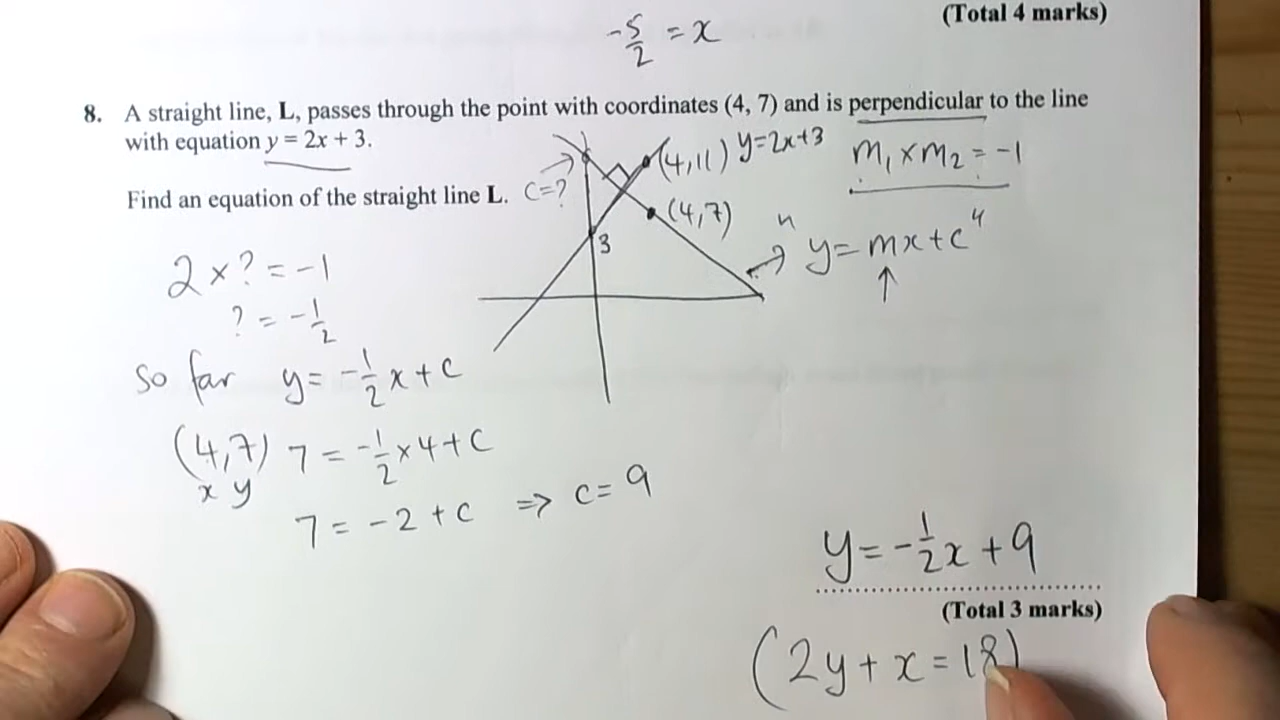 -5/2 = x
(Total 4 marks)
8. A straight line, L, passes through the point with coordinates (4, 7) and is perpendicular to the line
with equation y = 2x + 3.
Find an equation of the straight line L.
c=?
(4,11) y=2x+3
m₁ × m₂ = -1
(4,7)
3
y = mx + c
2 × ? = -1
? = -1/2
So far y = -1/2 x + c
(4,7) 7 = -1/2 × 4 + c
x y
7 = -2 + c ⇒ c = 9
y = -1/2 x + 9
(Total 3 marks)
(2y + x = 18)